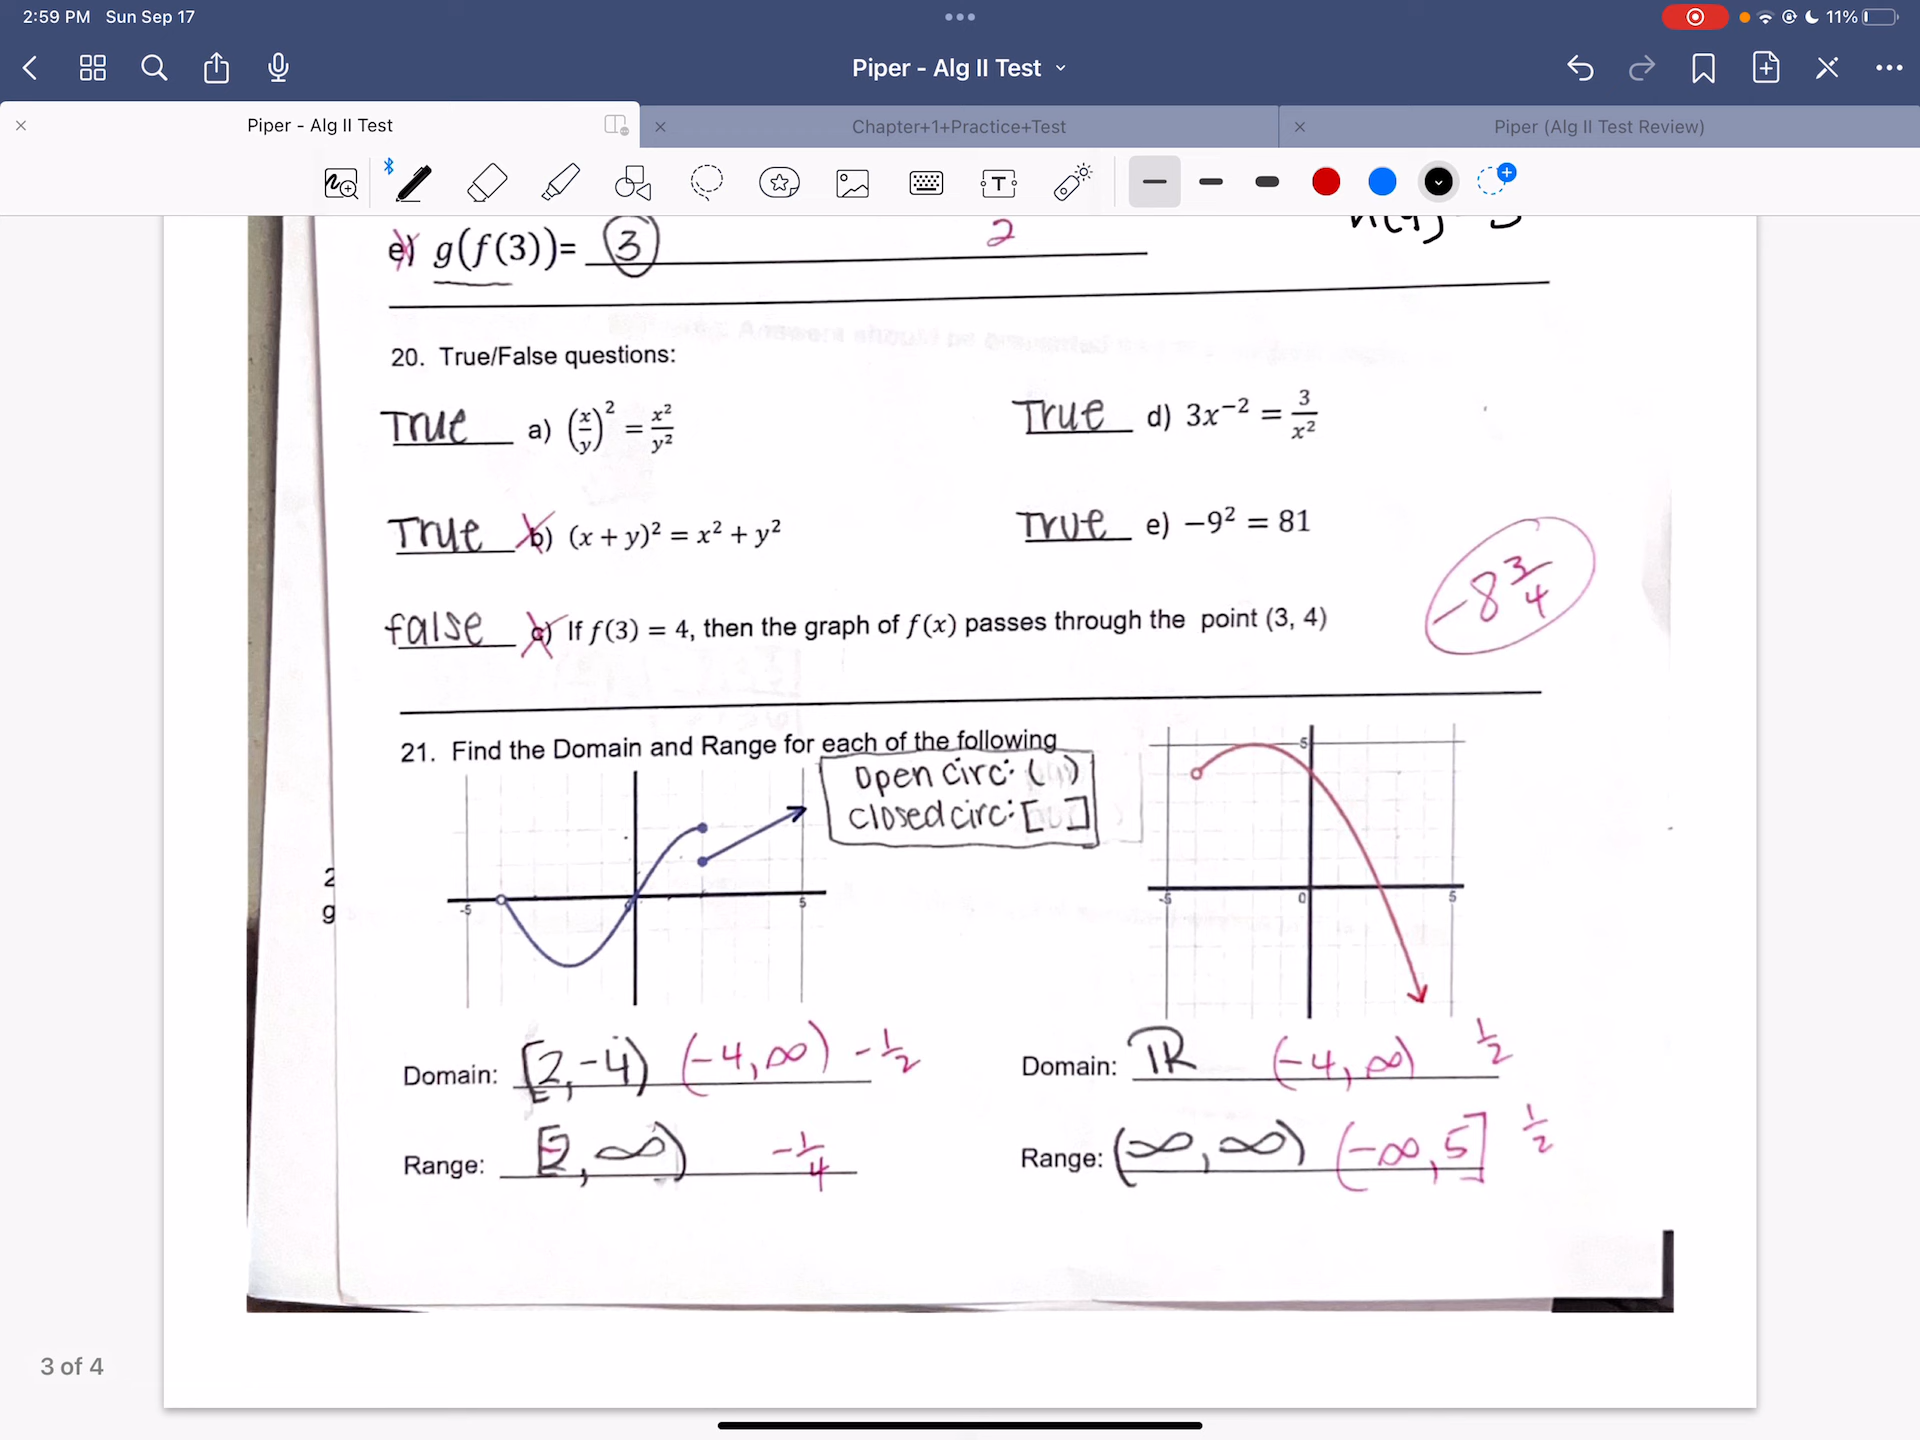 2:59 PM Sun Sep 17
11%
Piper - Alg II Test
Piper - Alg II Test
Chapter+1+Practice+Test
Piper (Alg II Test Review)
e) g(f(3))= 3 2
20. True/False questions:
True a) (x/y)² = x²/y²
True d) 3x⁻² = 3/x²
True b) (x + y)² = x² + y²
True e) −9² = 81
-8 3/4
false c) If f(3) = 4, then the graph of f(x) passes through the point (3, 4)
21. Find the Domain and Range for each of the following
open circ: ( )
closed circ: [ ]
-5 0 5
5
-5 0 5
2
g
Domain: [2,-4) (-4,∞) -1/2
Domain: ℝ (-4,∞) 1/2
Range: [2,∞) -1/4
Range: (∞,∞) (-∞,5] 1/2
3 of 4